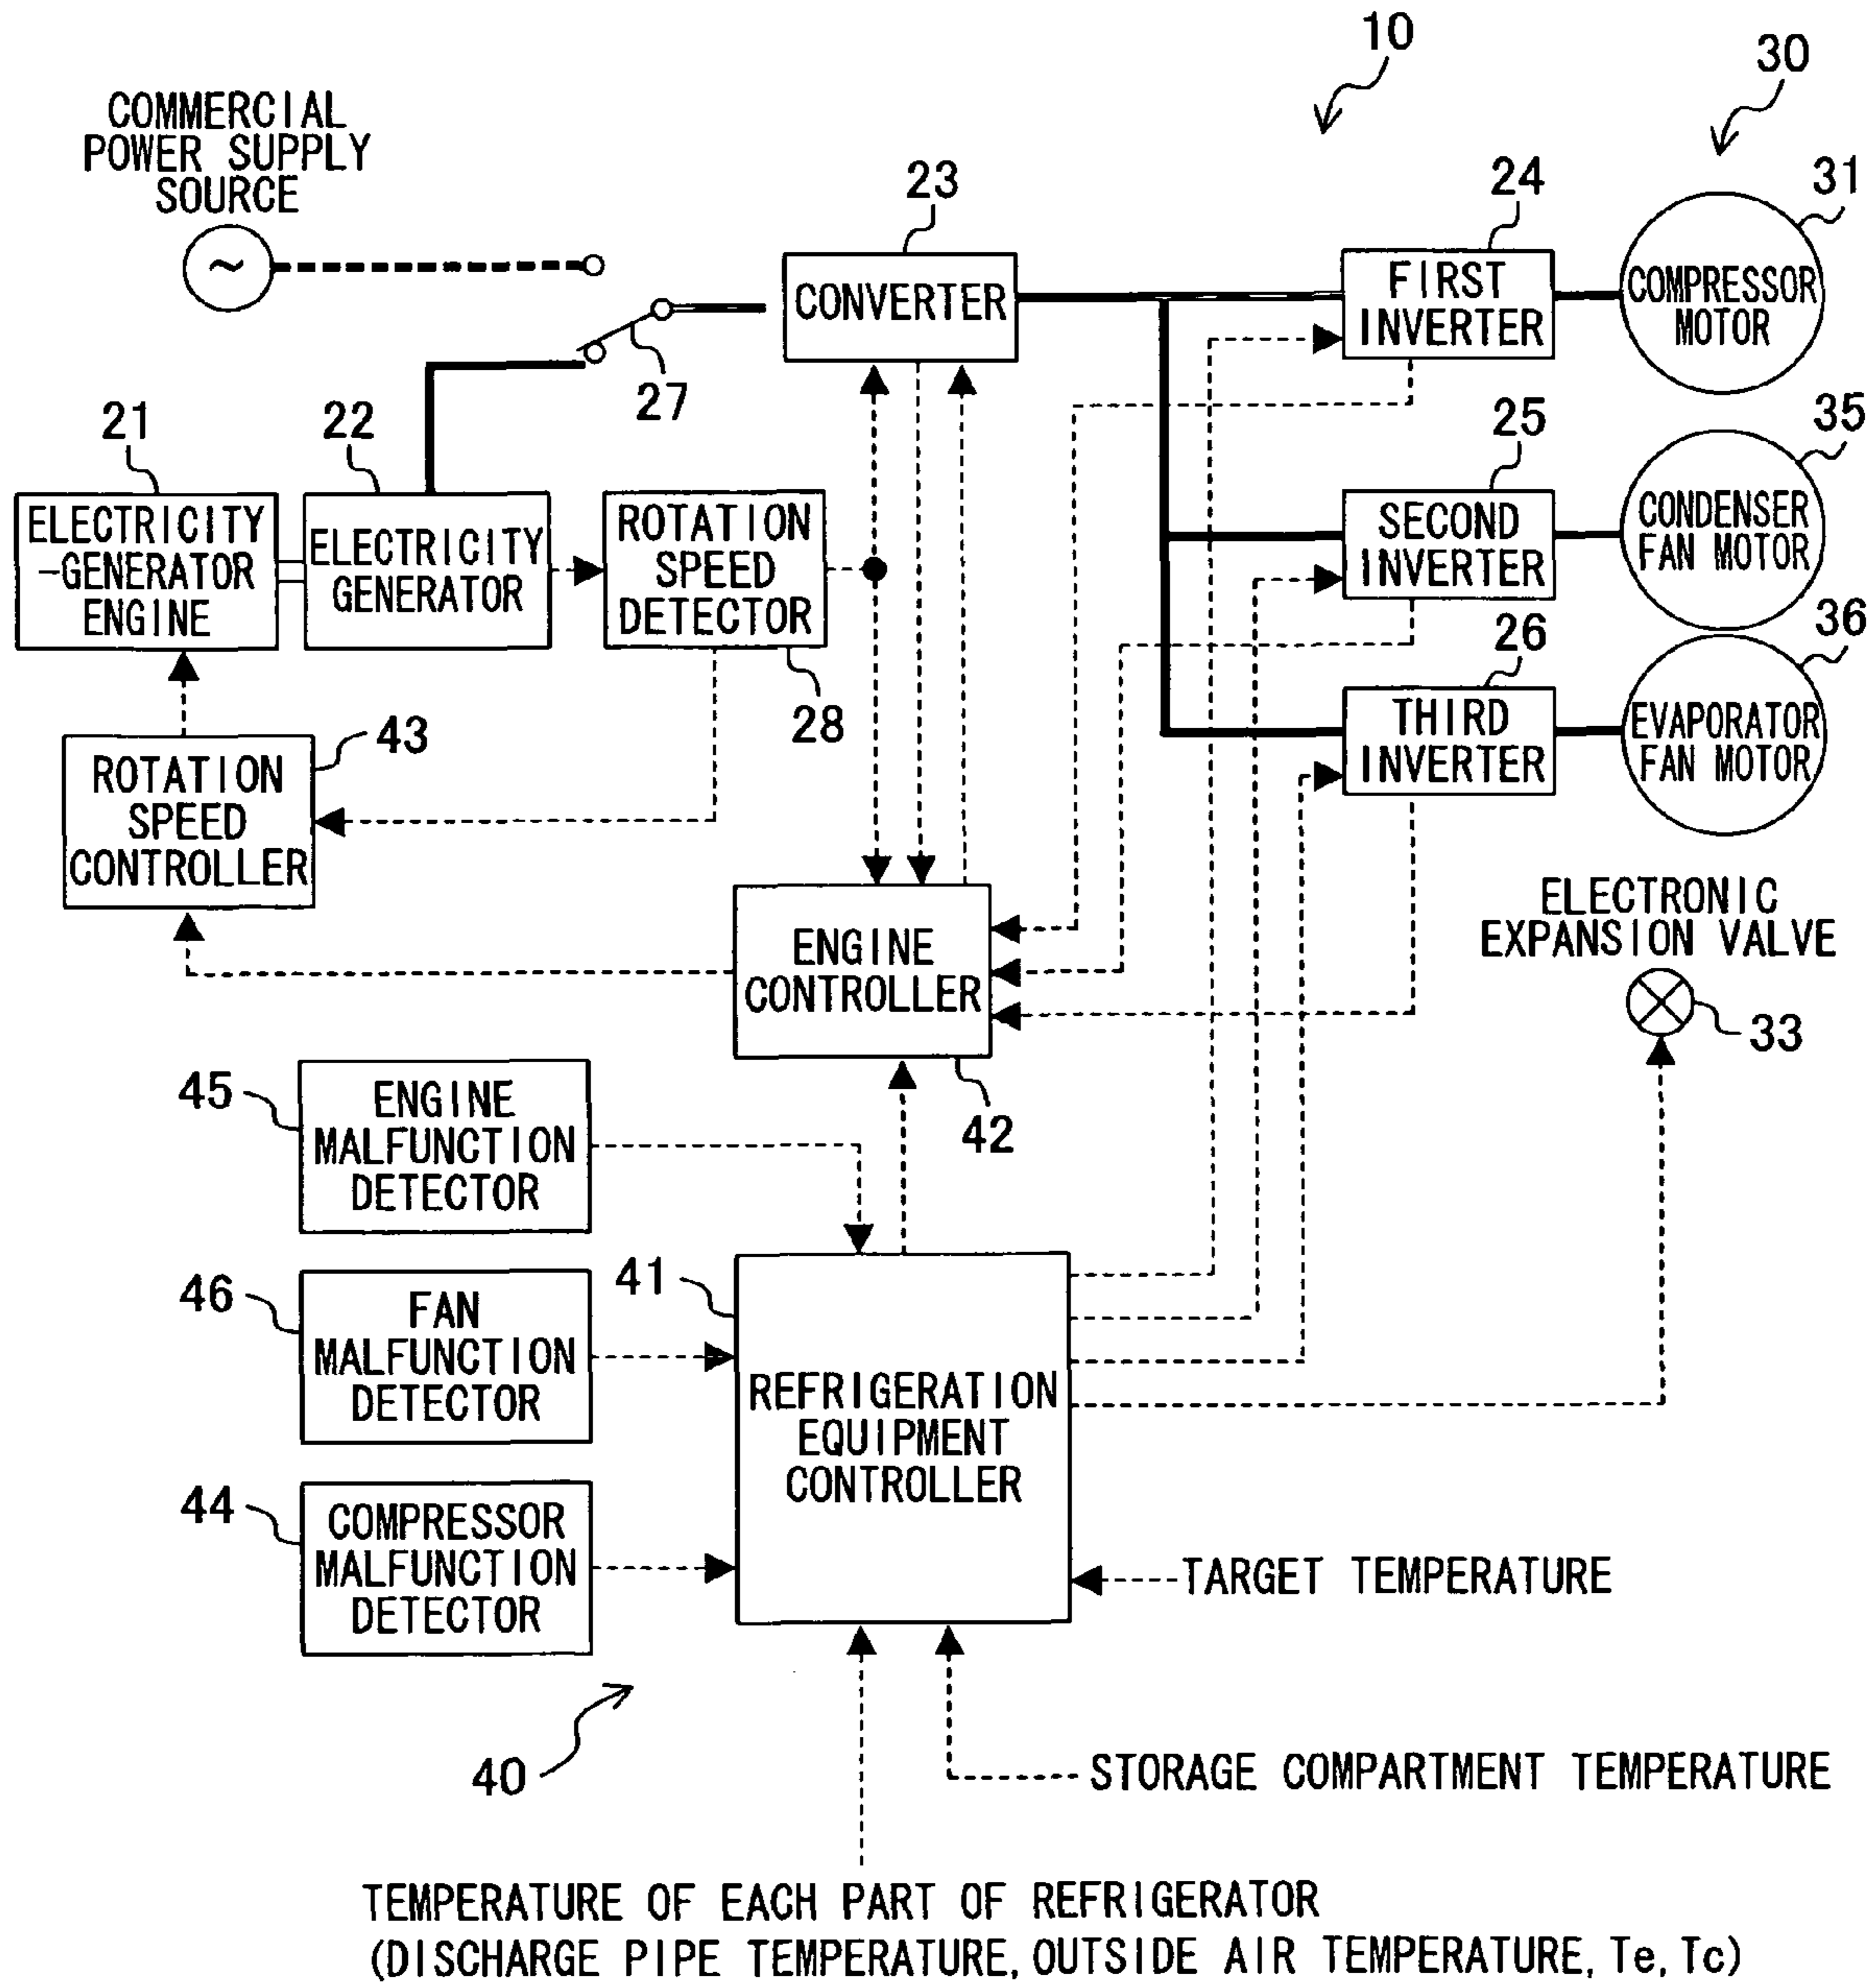 10
30
COMMERCIAL
POWER SUPPLY
SOURCE
~
23
24
31
CONVERTER
FIRST
INVERTER
COMPRESSOR
MOTOR
27
21
22
25
35
ELECTRICITY
-GENERATOR
ENGINE
ELECTRICITY
GENERATOR
ROTATION
SPEED
DETECTOR
SECOND
INVERTER
CONDENSER
FAN MOTOR
28
26
36
43
THIRD
INVERTER
EVAPORATOR
FAN MOTOR
ROTATION
SPEED
CONTROLLER
ENGINE
CONTROLLER
42
ELECTRONIC
EXPANSION VALVE
33
45
ENGINE
MALFUNCTION
DETECTOR
46
FAN
MALFUNCTION
DETECTOR
41
REFRIGERATION
EQUIPMENT
CONTROLLER
44
COMPRESSOR
MALFUNCTION
DETECTOR
TARGET TEMPERATURE
40
STORAGE COMPARTMENT TEMPERATURE
TEMPERATURE OF EACH PART OF REFRIGERATOR
(DISCHARGE PIPE TEMPERATURE, OUTSIDE AIR TEMPERATURE, Te, Tc)